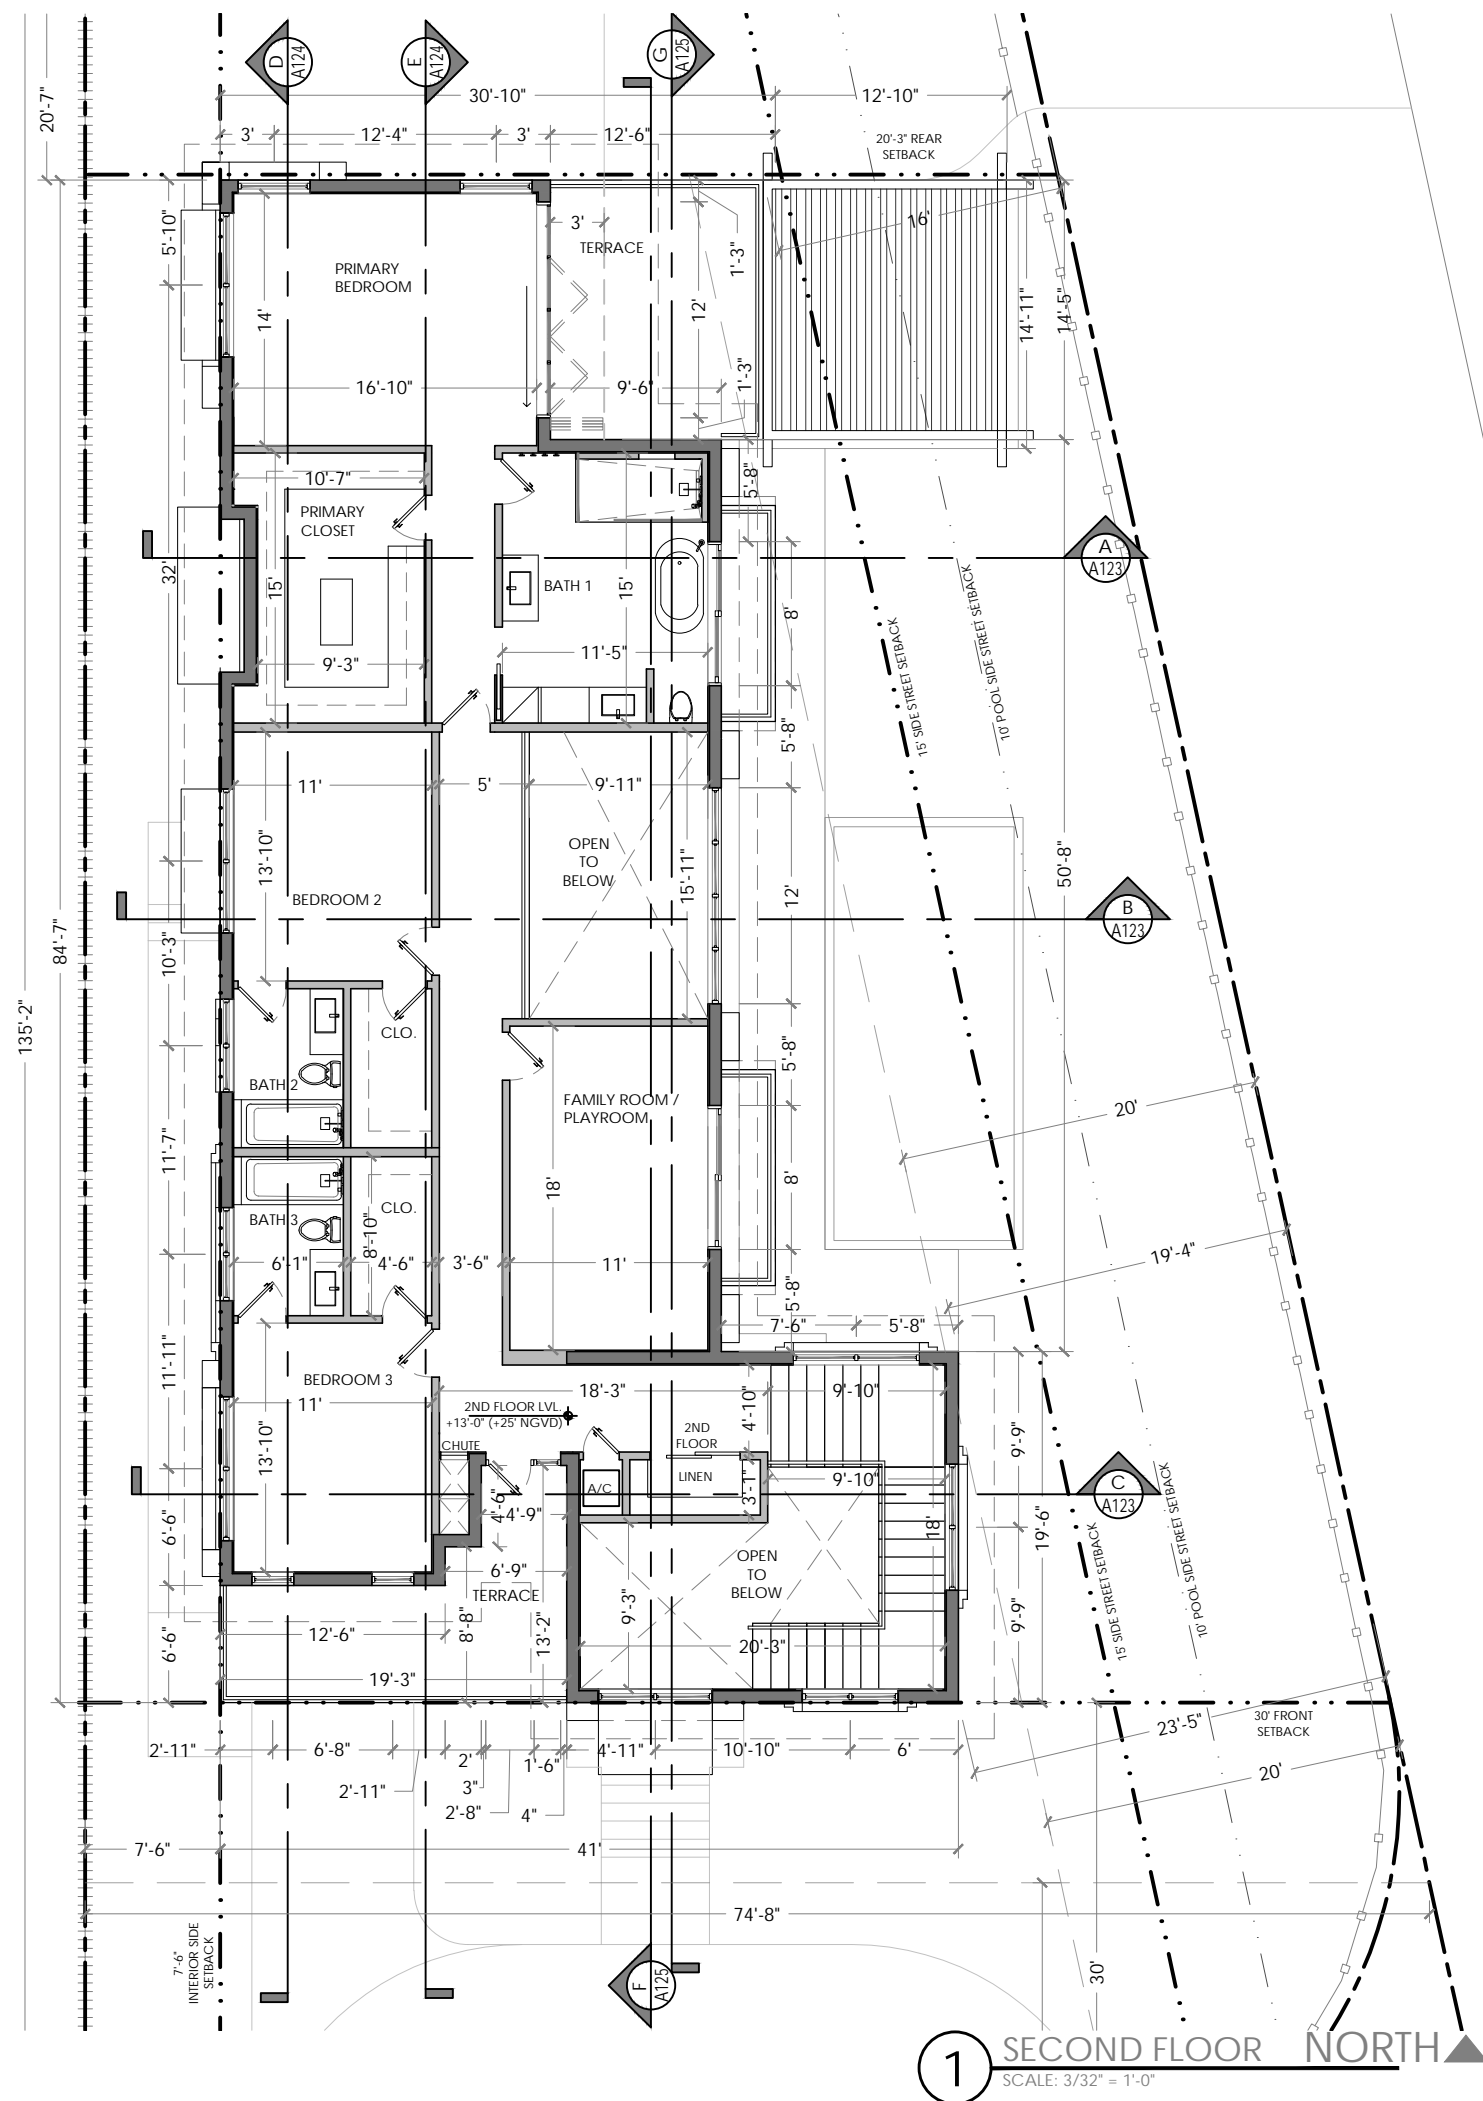 D
A124
E
A124
G
A125
20'-7"
30'-10"
12'-10"
3'
12'-4"
3'
12'-6"
20'-3" REAR
SETBACK
5'-10"
3'
TERRACE
16'
1'-3"
PRIMARY
BEDROOM
14'
12'
14'-11"
14'-5"
16'-10"
9'-6"
1'-3"
10'-7"
5'-8"
PRIMARY
CLOSET
A
A123
32'
15'
BATH 1
15'
8'
10' POOL SIDE STREET SETBACK
15' SIDE STREET SETBACK
9'-3"
11'-5"
5'-8"
11'
5'
9'-11"
13'-10"
OPEN
TO
BELOW
15'-11"
12'
50'-8"
BEDROOM 2
B
A123
84'-7"
10'-3"
135'-2"
CLO.
5'-8"
BATH 2
FAMILY ROOM /
PLAYROOM
20'
11'-7"
18'
8'
BATH 3
CLO.
8'-10"
6'-1"
4'-6"
3'-6"
11'
19'-4"
5'-8"
7'-6"
5'-8"
11'-11"
BEDROOM 3
11'
18'-3"
9'-10"
2ND FLOOR LVL.
+13'-0" (+25' NGVD)
4'-10"
9'-9"
13'-10"
CHUTE
2ND
FLOOR
LINEN
A/C
3'-1"
9'-10"
C
A123
6'-6"
4'-6"
4'-9"
18'
19'-6"
15' SIDE STREET SETBACK
10' POOL SIDE STREET SETBACK
6'-9"
TERRACE
OPEN
TO
BELOW
9'-3"
9'-9"
6'-6"
12'-6"
8'-8"
13'-2"
20'-3"
19'-3"
30' FRONT
SETBACK
23'-5"
2'-11"
6'-8"
2'-11"
2'
3"
2'-8"
1'-6"
4"
4'-11"
10'-10"
6'
20'
7'-6"
41'
74'-8"
7'-6"
INTERIOR SIDE
SETBACK
F
A125
30'
1
SECOND FLOOR
NORTH
SCALE: 3/32" = 1'-0"